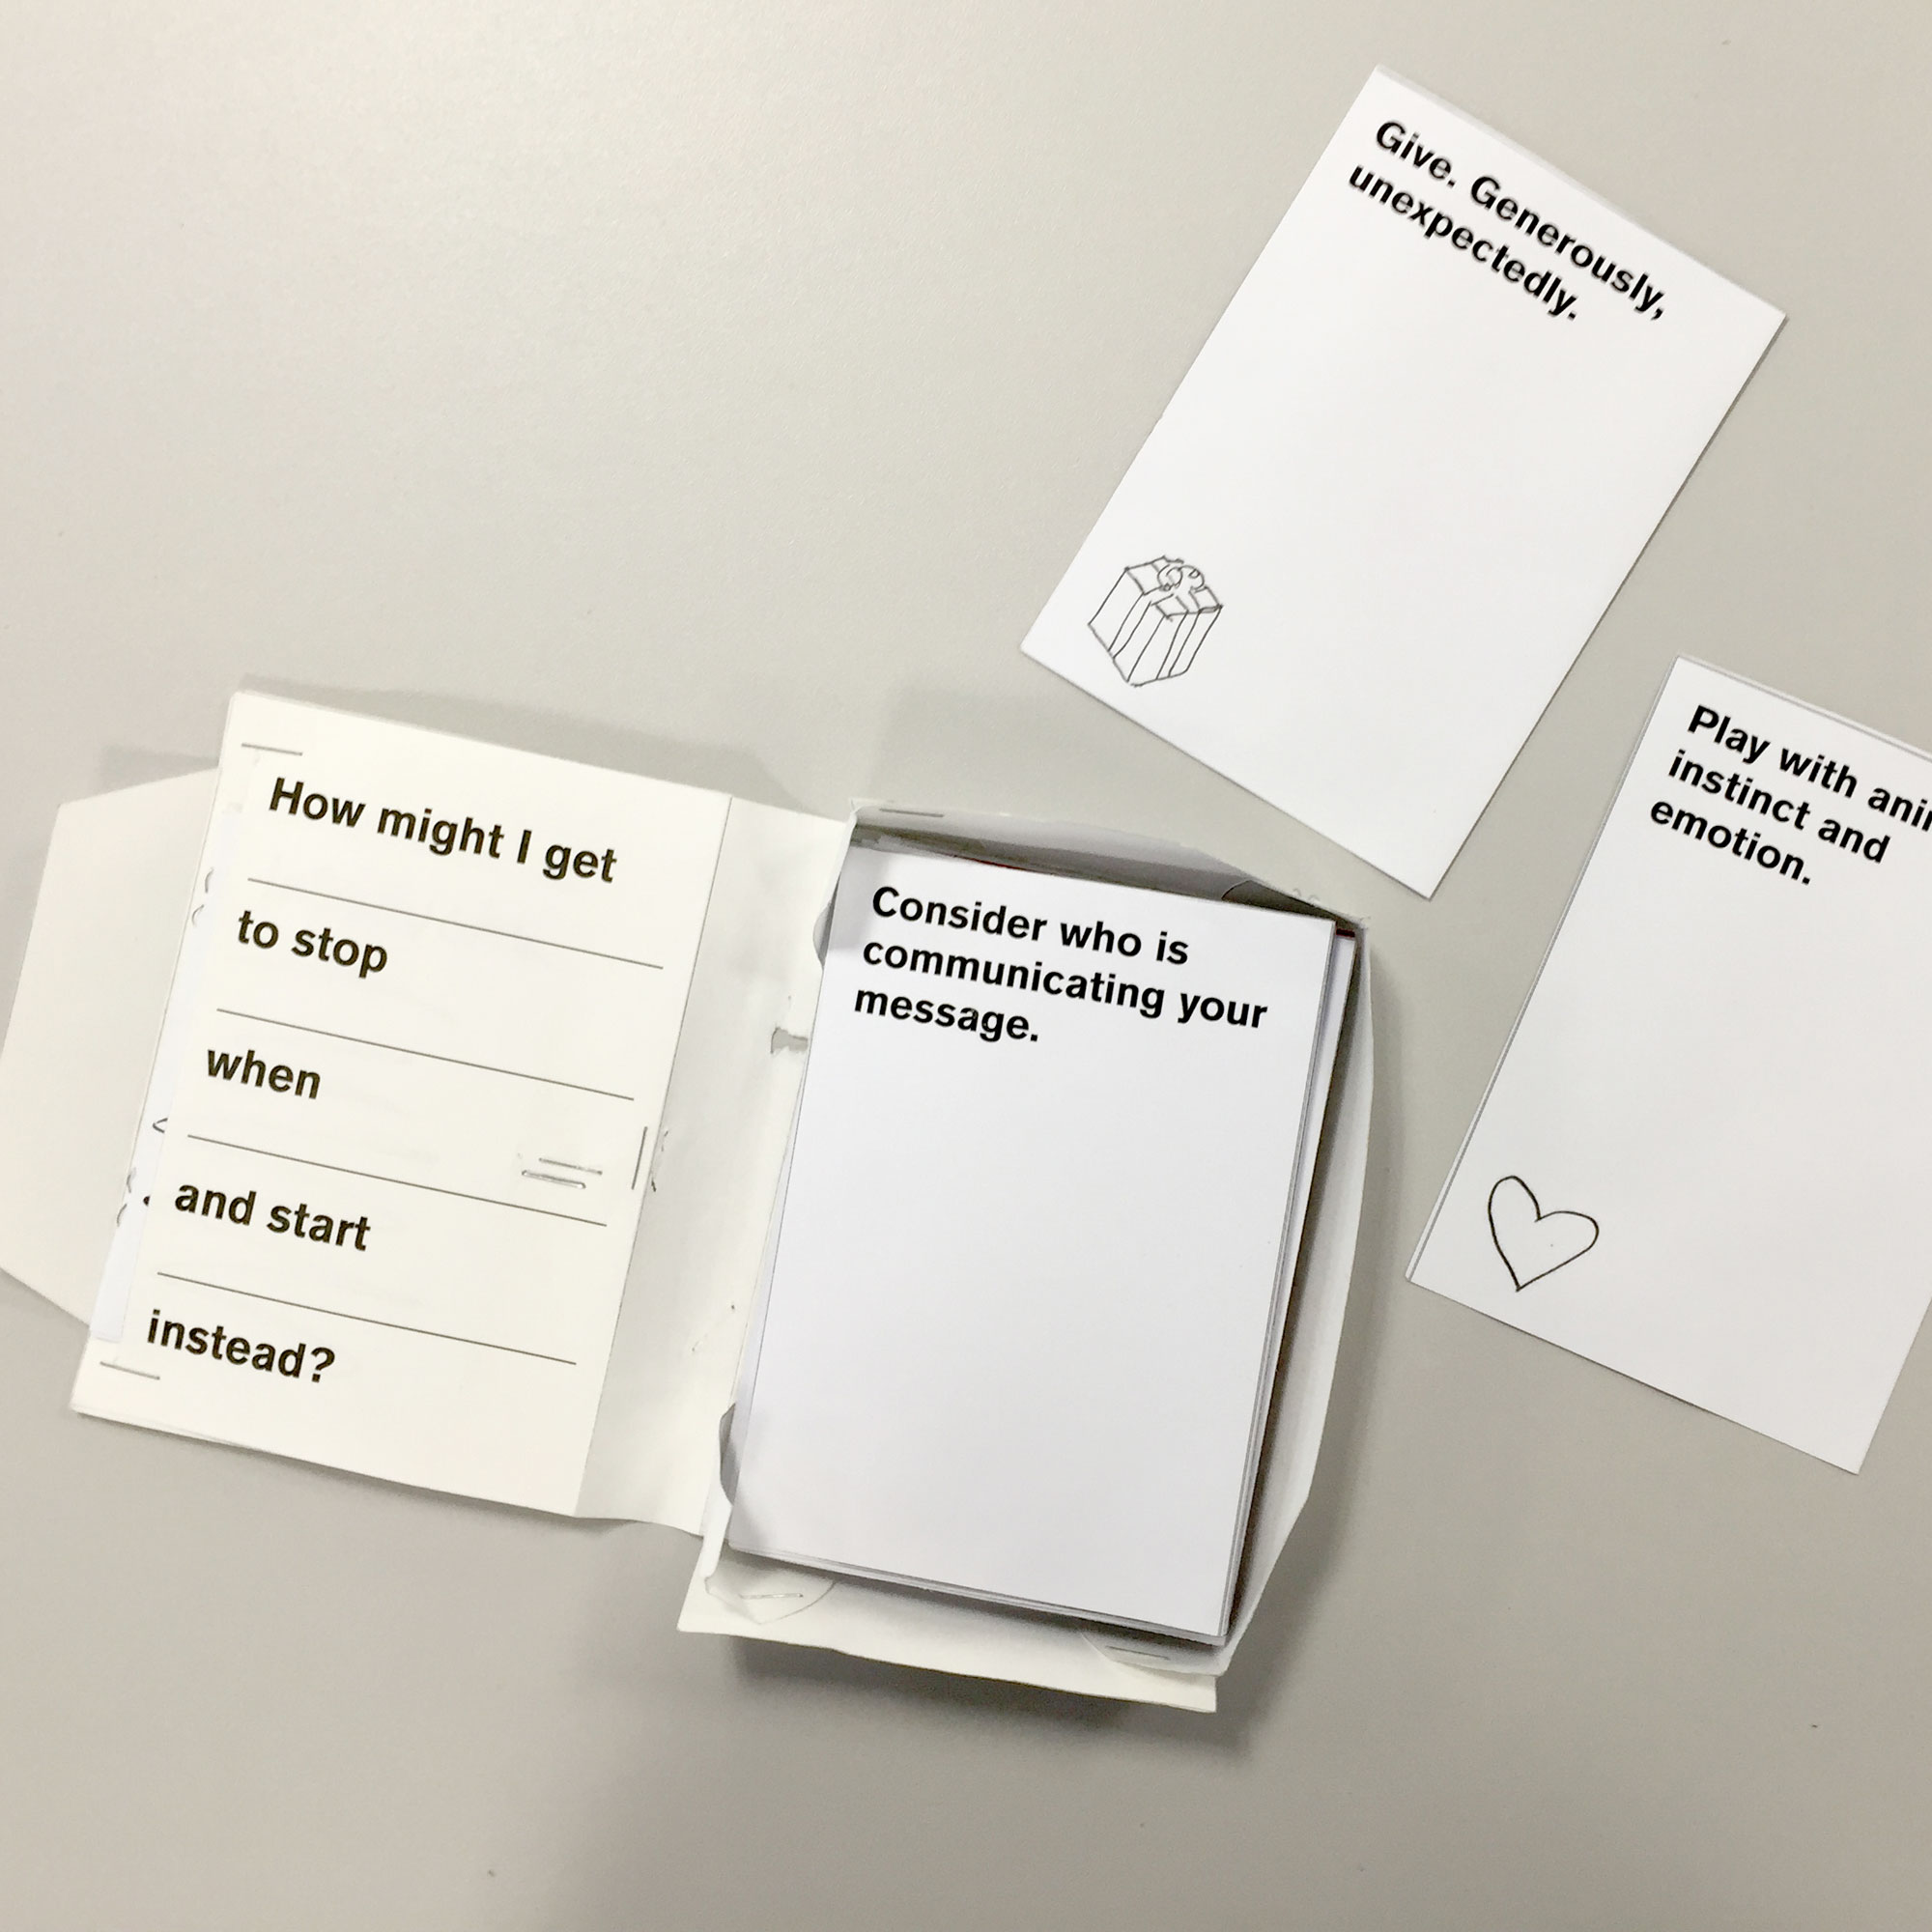 Give. Generously,
unexpectedly.
Play with
instinct and
emotion.
How might I get
to stop
when
and start
instead?
Consider who is
communicating your
message.